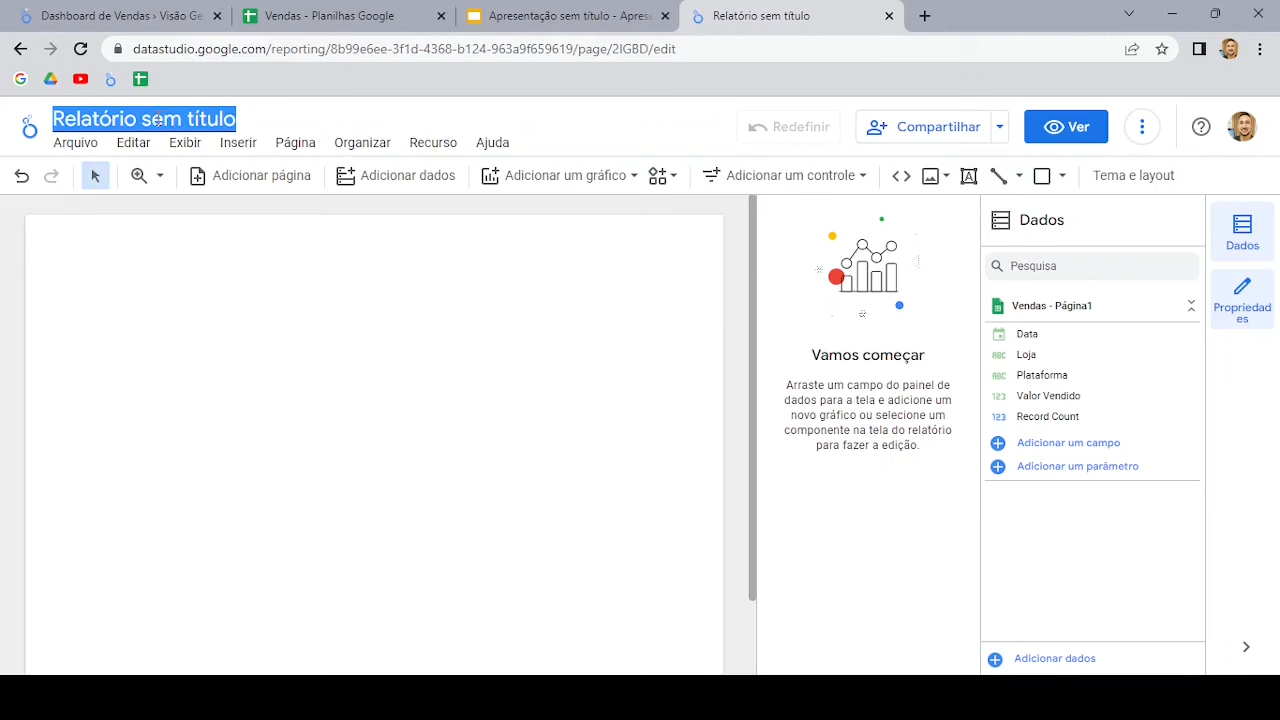 Dashboard de Vendas › Visão Ge
Vendas - Planilhas Google
Apresentação sem título - Aprese
Relatório sem título
datastudio.google.com/reporting/8b99e6ee-3f1d-4368-b124-963a9f659619/page/2IGBD/edit
Relatório sem título
Arquivo Editar Exibir Inserir Página Organizar Recurso Ajuda
Redefinir
Compartilhar
Ver
Adicionar página
Adicionar dados
Adicionar um gráfico
Adicionar um controle
Tema e layout
Vamos começar
Arraste um campo do painel de
dados para a tela e adicione um
novo gráfico ou selecione um
componente na tela do relatório
para fazer a edição.
Dados
Pesquisa
Vendas - Página1
Data
ABC Loja
ABC Plataforma
123 Valor Vendido
123 Record Count
Adicionar um campo
Adicionar um parâmetro
Adicionar dados
Dados
Propriedad
es